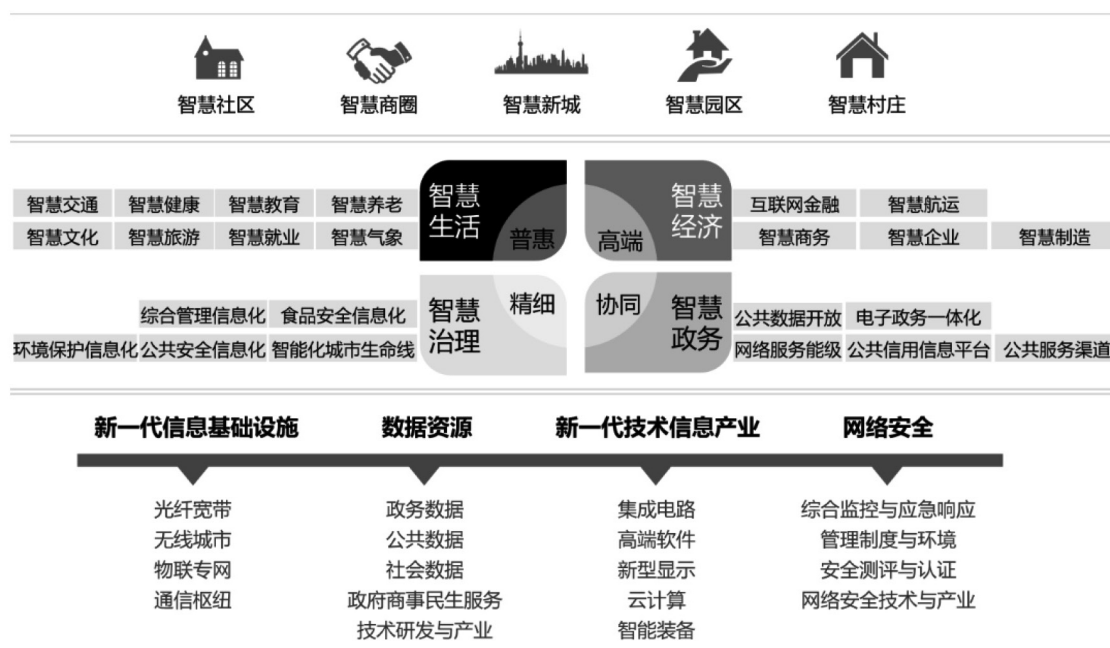 智慧社区 智慧商圈 智慧新城 智慧园区 智慧村庄
智慧交通 智慧健康 智慧教育 智慧养老
智慧文化 智慧旅游 智慧就业 智慧气象
智慧
生活
普惠
智慧
经济
高端
互联网金融 智慧航运
智慧商务 智慧企业 智慧制造
综合管理信息化 食品安全信息化
环境保护信息化 公共安全信息化 智能化城市生命线
智慧
治理
精细
智慧
政务
协同
公共数据开放 电子政务一体化
网络服务能级 公共信用信息平台 公共服务渠道
新一代信息基础设施 数据资源 新一代技术信息产业 网络安全
光纤宽带 政务数据 集成电路 综合监控与应急响应
无线城市 公共数据 高端软件 管理制度与环境
物联专网 社会数据 新型显示 安全测评与认证
通信枢纽 政府商事民生服务 云计算 网络安全技术与产业
技术研发与产业 智能装备